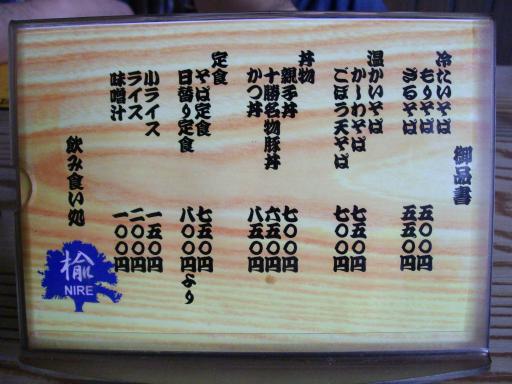 御品書
冷たいそば
もりそば 五〇〇円
ざるそば 五五〇円
温かいそば
かしわそば 七五〇円
ごぼう天そば 七〇〇円
丼物
親子丼 七〇〇円
十勝名物豚丼 六五〇円
かつ丼 八五〇円
定食
そば定食 七五〇円
日替り定食 八〇〇円より
小ライス 一五〇円
ライス 二〇〇円
味噌汁 一〇〇円
飲み食い処
楡
NIRE